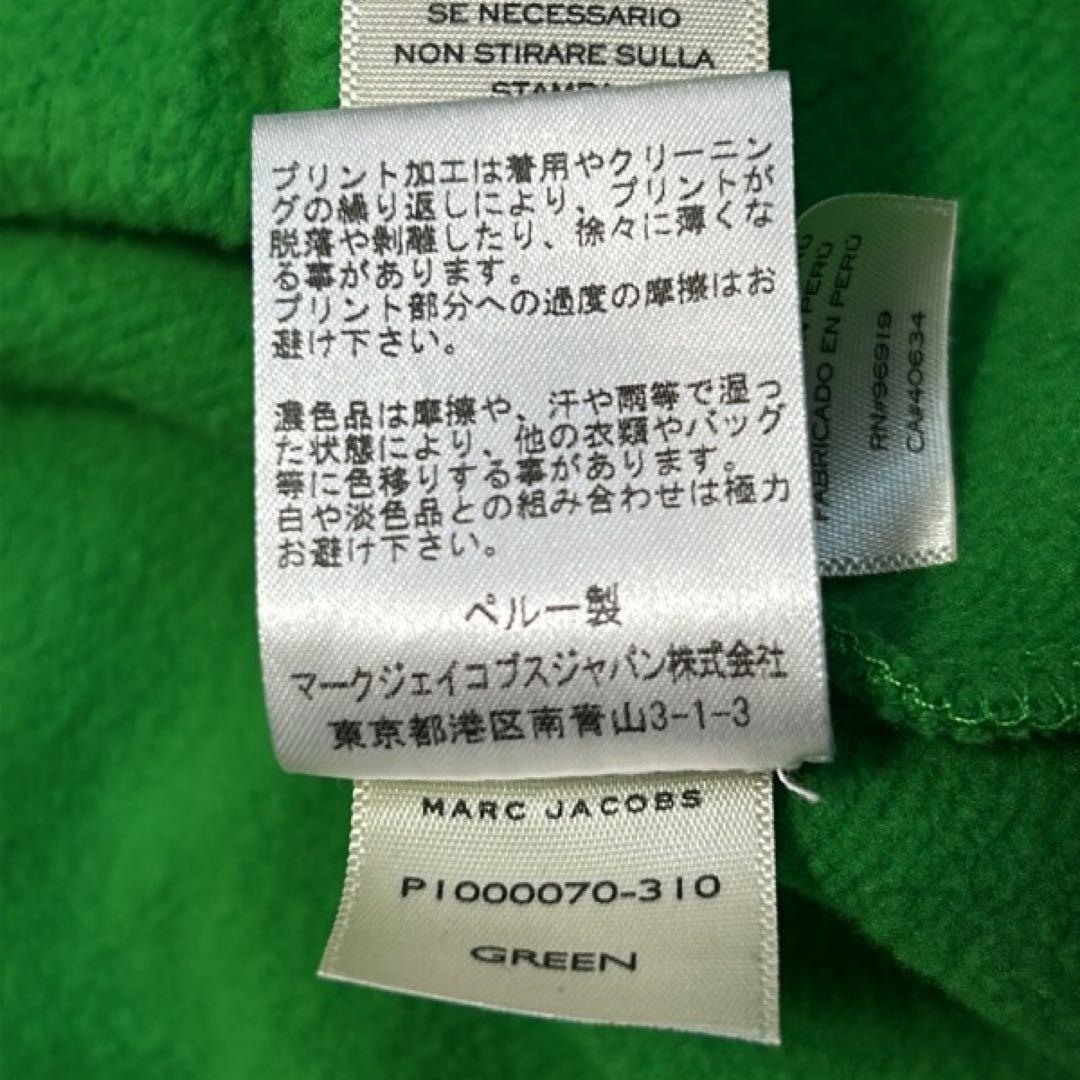 SE NECESSARIO
NON STIRARE SULLA
プリント加工は着用やクリーニン
グの繰り返しにより、プリントが
脱落や剥離したり、徐々に薄くな
る事があります。
プリント部分への過度の摩擦はお
避け下さい。
濃色品は摩擦や、汗や雨等で湿っ
た状態により、他の衣類やバッグ
等に色移りする事があります。
白や淡色品との組み合わせは極力
お避け下さい。
ペルー製
マークジェイコブスジャパン株式会社
東京都港区南青山3-1-3
PERÚ
FABRICADO EN PERÚ
RN#96919
CA#40634
MARC JACOBS
P1000070-310
GREEN